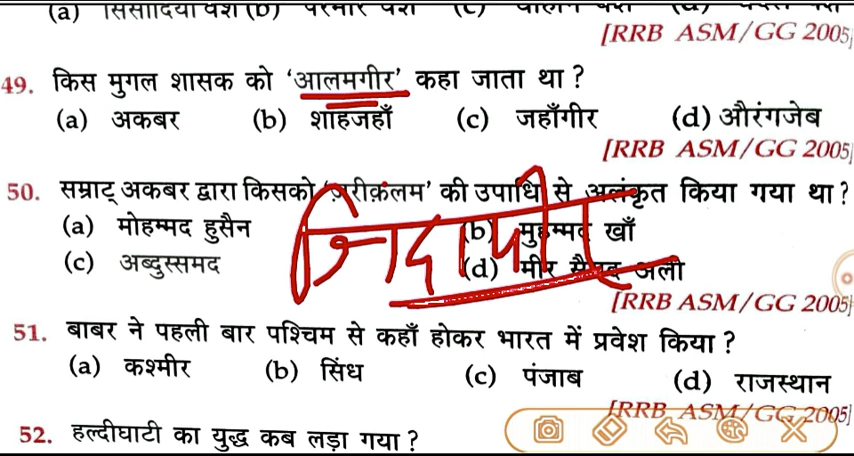 (a) सिसोदिया वंश (b) परमार वंश (c) चौहान वंश (d)
[RRB ASM/GG 2005]
49. किस मुगल शासक को ‘आलमगीर’ कहा जाता था ?
(a) अकबर (b) शाहजहाँ (c) जहाँगीर (d) औरंगजेब
[RRB ASM/GG 2005]
50. सम्राट् अकबर द्वारा किसको ‘ज़रीक़लम’ की उपाधि से अलंकृत किया गया था ?
(a) मोहम्मद हुसैन (b) मुहम्मद खाँ
(c) अब्दुस्समद (d) मीर सैयद अली
[RRB ASM/GG 2005]
51. बाबर ने पहली बार पश्चिम से कहाँ होकर भारत में प्रवेश किया ?
(a) कश्मीर (b) सिंध (c) पंजाब (d) राजस्थान
[RRB ASM/GG 2005]
52. हल्दीघाटी का युद्ध कब लड़ा गया ?